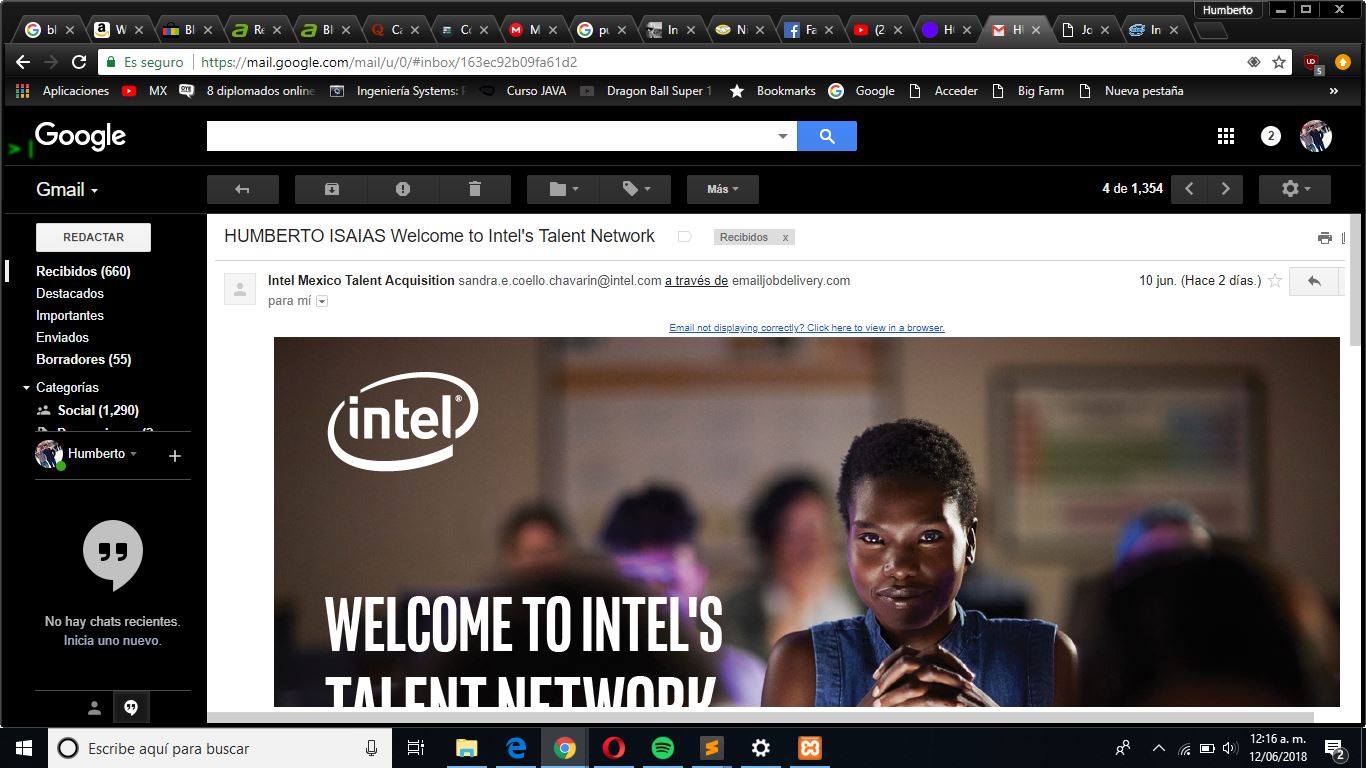 Humberto
bl
W
Bl
Re
Bl
Ca
Co
M
pu
In
N
Fa
(2
H
Jo
In
Es seguro
https://mail.google.com/mail/u/0/#inbox/163ec92b09fa61d2
5
Aplicaciones
MX
8 diplomados online
Ingeniería Systems: P
Curso JAVA
Dragon Ball Super 1
Bookmarks
Google
Acceder
Big Farm
Nueva pestaña
»
Google
> |
2
Gmail
Más
4 de 1,354
REDACTAR
HUMBERTO ISAIAS Welcome to Intel's Talent Network
Recibidos x
Recibidos (660)
Destacados
Importantes
Enviados
Borradores (55)
Categorías
Social (1,290)
Humberto
+
No hay chats recientes.
Inicia uno nuevo.
Intel Mexico Talent Acquisition sandra.e.coello.chavarin@intel.com a través de emailjobdelivery.com
10 jun. (Hace 2 días.)
para mí
Email not displaying correctly? Click here to view in a browser.
intel®
WELCOME TO INTEL'S
TALENT NETWORK
Escribe aquí para buscar
12:16 a. m.
12/06/2018
2